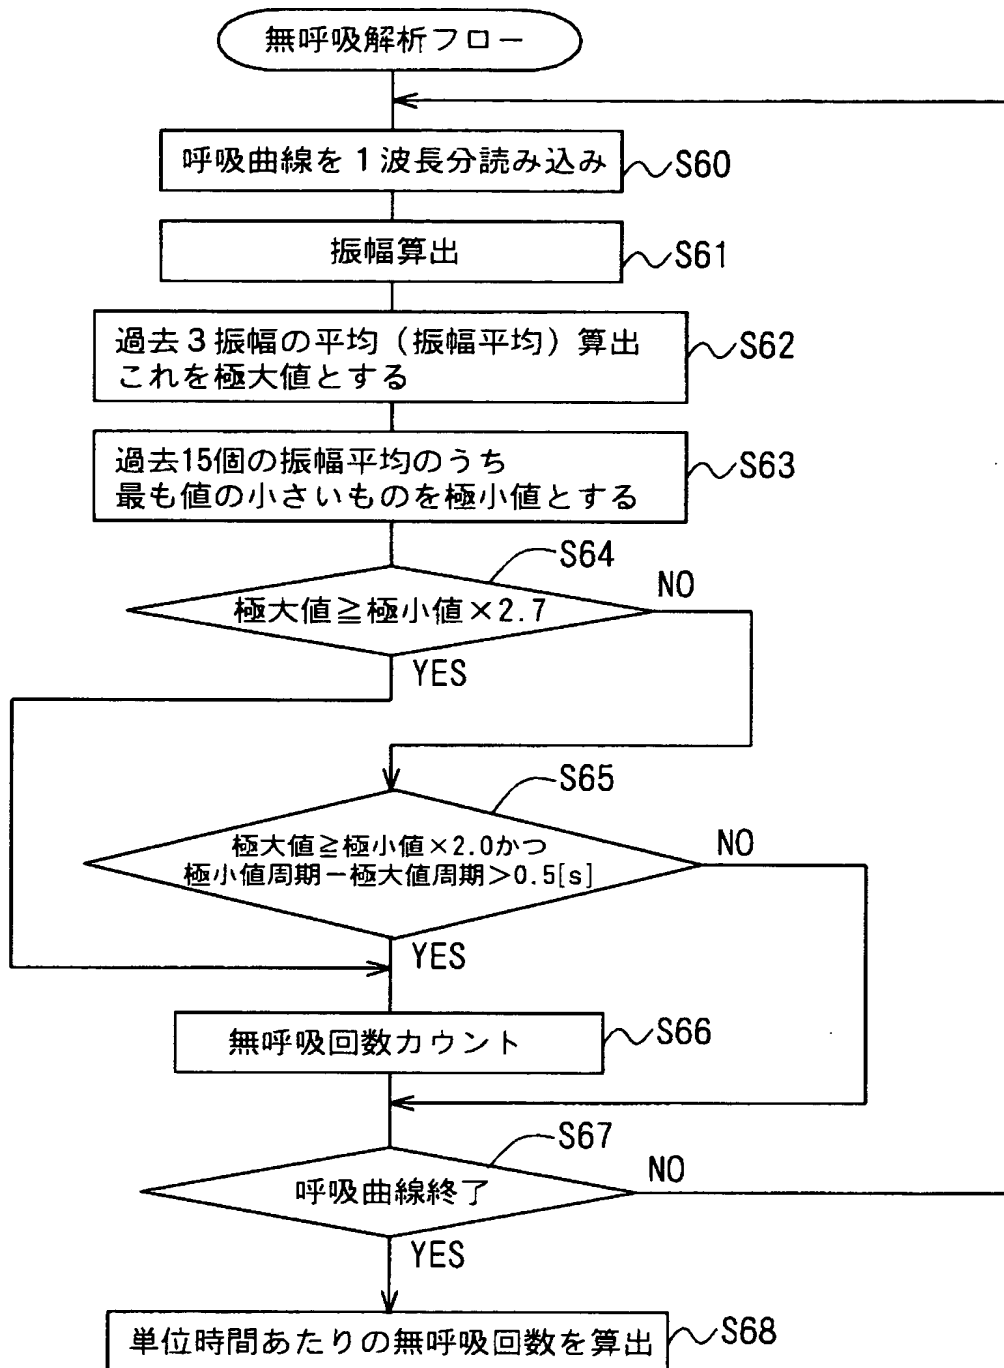 無呼吸解析フロー
呼吸曲線を1波長分読み込み
S60
振幅算出
S61
過去3振幅の平均（振幅平均）算出
これを極大値とする
S62
過去15個の振幅平均のうち
最も値の小さいものを極小値とする
S63
S64
極大値≧極小値×2.7
NO
YES
S65
極大値≧極小値×2.0かつ
極小値周期－極大値周期＞0.5[s]
NO
YES
無呼吸回数カウント
S66
S67
呼吸曲線終了
NO
YES
単位時間あたりの無呼吸回数を算出
S68